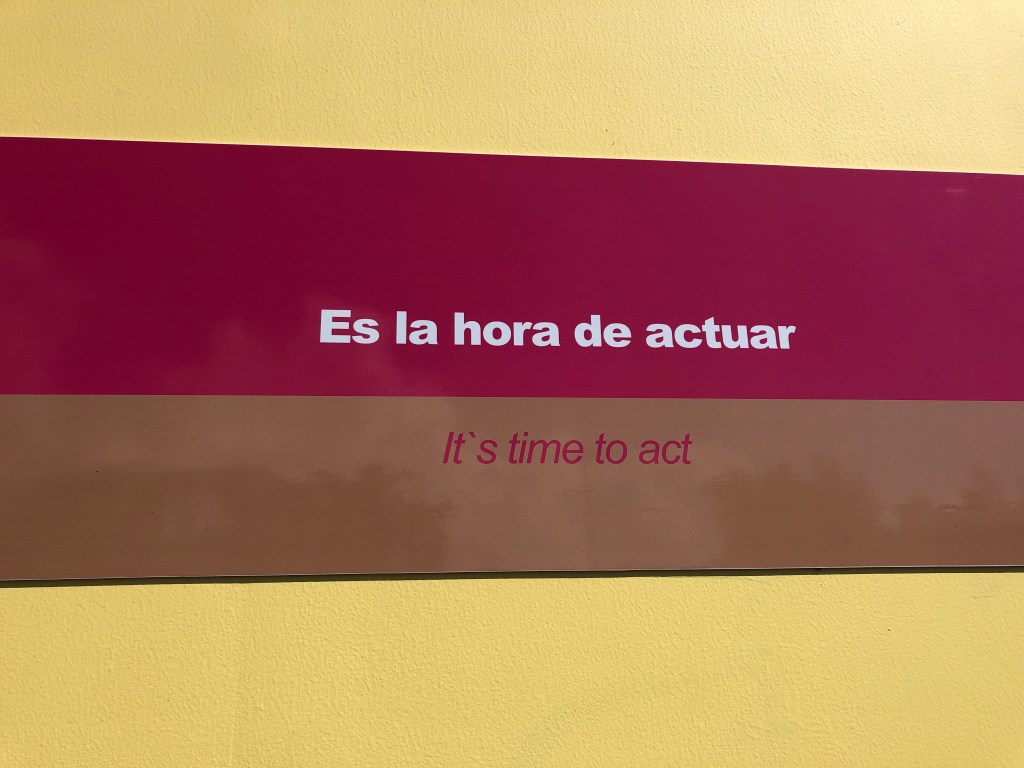 Es la hora de actuar
It`s time to act